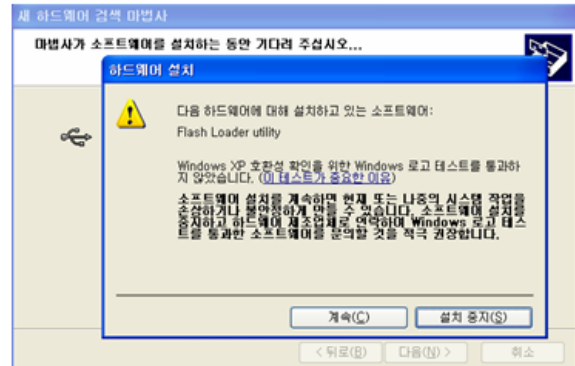 새 하드웨어 검색 마법사
마법사가 소프트웨어를 설치하는 동안 기다려 주십시오...
하드웨어 설치
다음 하드웨어에 대해 설치하고 있는 소프트웨어:
Flash Loader utility
Windows XP 호환성 확인을 위한 Windows 로고 테스트를 통과하
지 않았습니다. (이 테스트가 중요한 이유)
소프트웨어 설치를 계속하면 현재 또는 나중의 시스템 작업을
손상하거나 불안정하게 만들 수 있습니다. 소프트웨어 설치를
중지하고 하드웨어 제조업체로 연락하여 Windows 로고 테스
트를 통과한 소프트웨어를 문의할 것을 적극 권장합니다.
계속(C) 설치 중지(S)
< 뒤로(B) 다음(N) > 취소